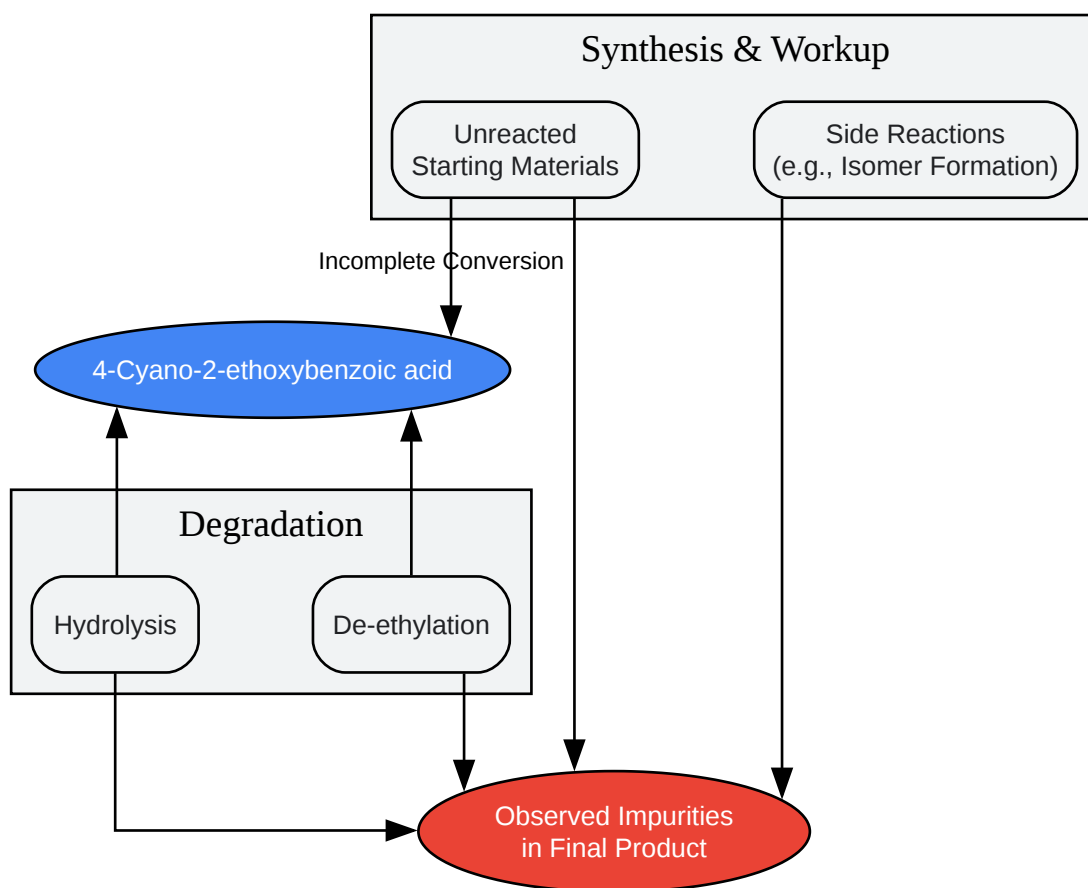 Synthesis & Workup
Unreacted
Starting Materials
Side Reactions
(e.g., Isomer Formation)
Incomplete Conversion
4-Cyano-2-ethoxybenzoic acid
Degradation
Hydrolysis
De-ethylation
Observed Impurities
in Final Product